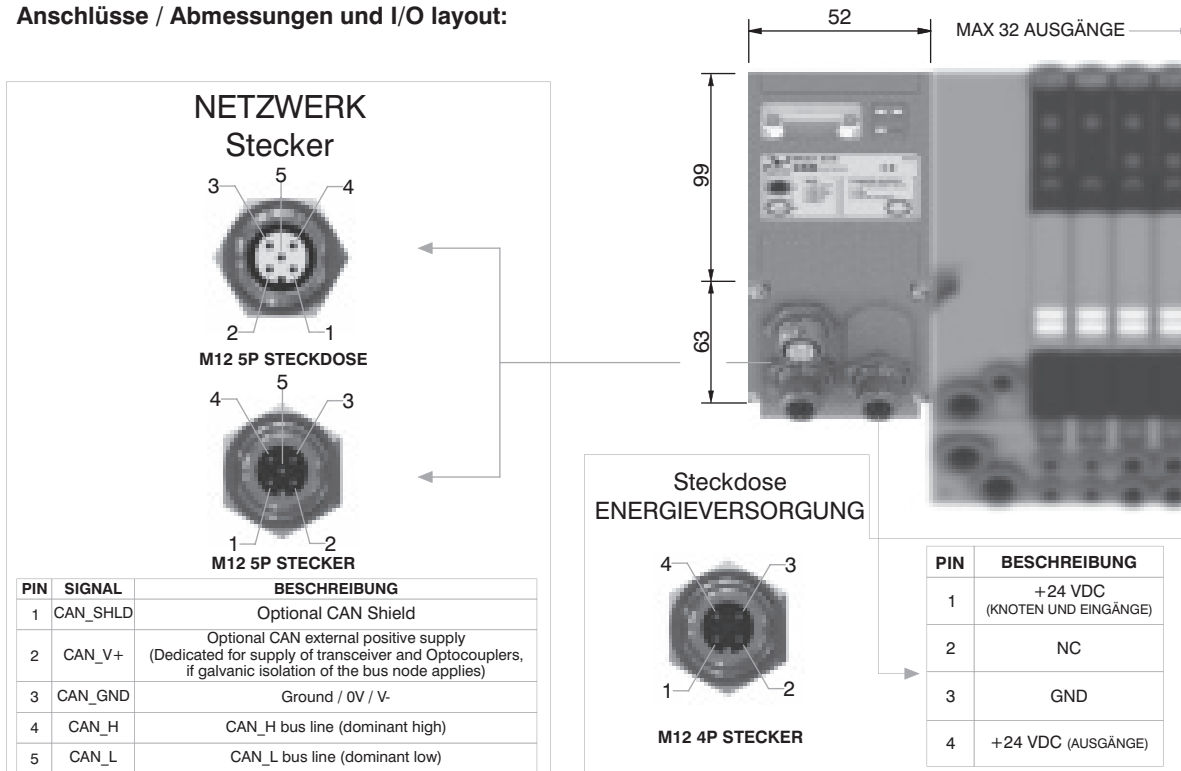 Anschlüsse / Abmessungen und I/O layout:
52
MAX 32 AUSGÄNGE
99
63
NETZWERK
Stecker
5
3
4
2
1
M12 5P STECKDOSE
5
4
3
1
2
M12 5P STECKER
PIN SIGNAL BESCHREIBUNG
1 CAN_SHLD Optional CAN Shield
2 CAN_V+ Optional CAN external positive supply
(Dedicated for supply of transceiver and Optocouplers,
if galvanic isolation of the bus node applies)
3 CAN_GND Ground / 0V / V-
4 CAN_H CAN_H bus line (dominant high)
5 CAN_L CAN_L bus line (dominant low)
Steckdose
ENERGIEVERSORGUNG
4
3
1
2
M12 4P STECKER
PIN BESCHREIBUNG
1 +24 VDC
(KNOTEN UND EINGÄNGE)
2 NC
3 GND
4 +24 VDC (AUSGÄNGE)